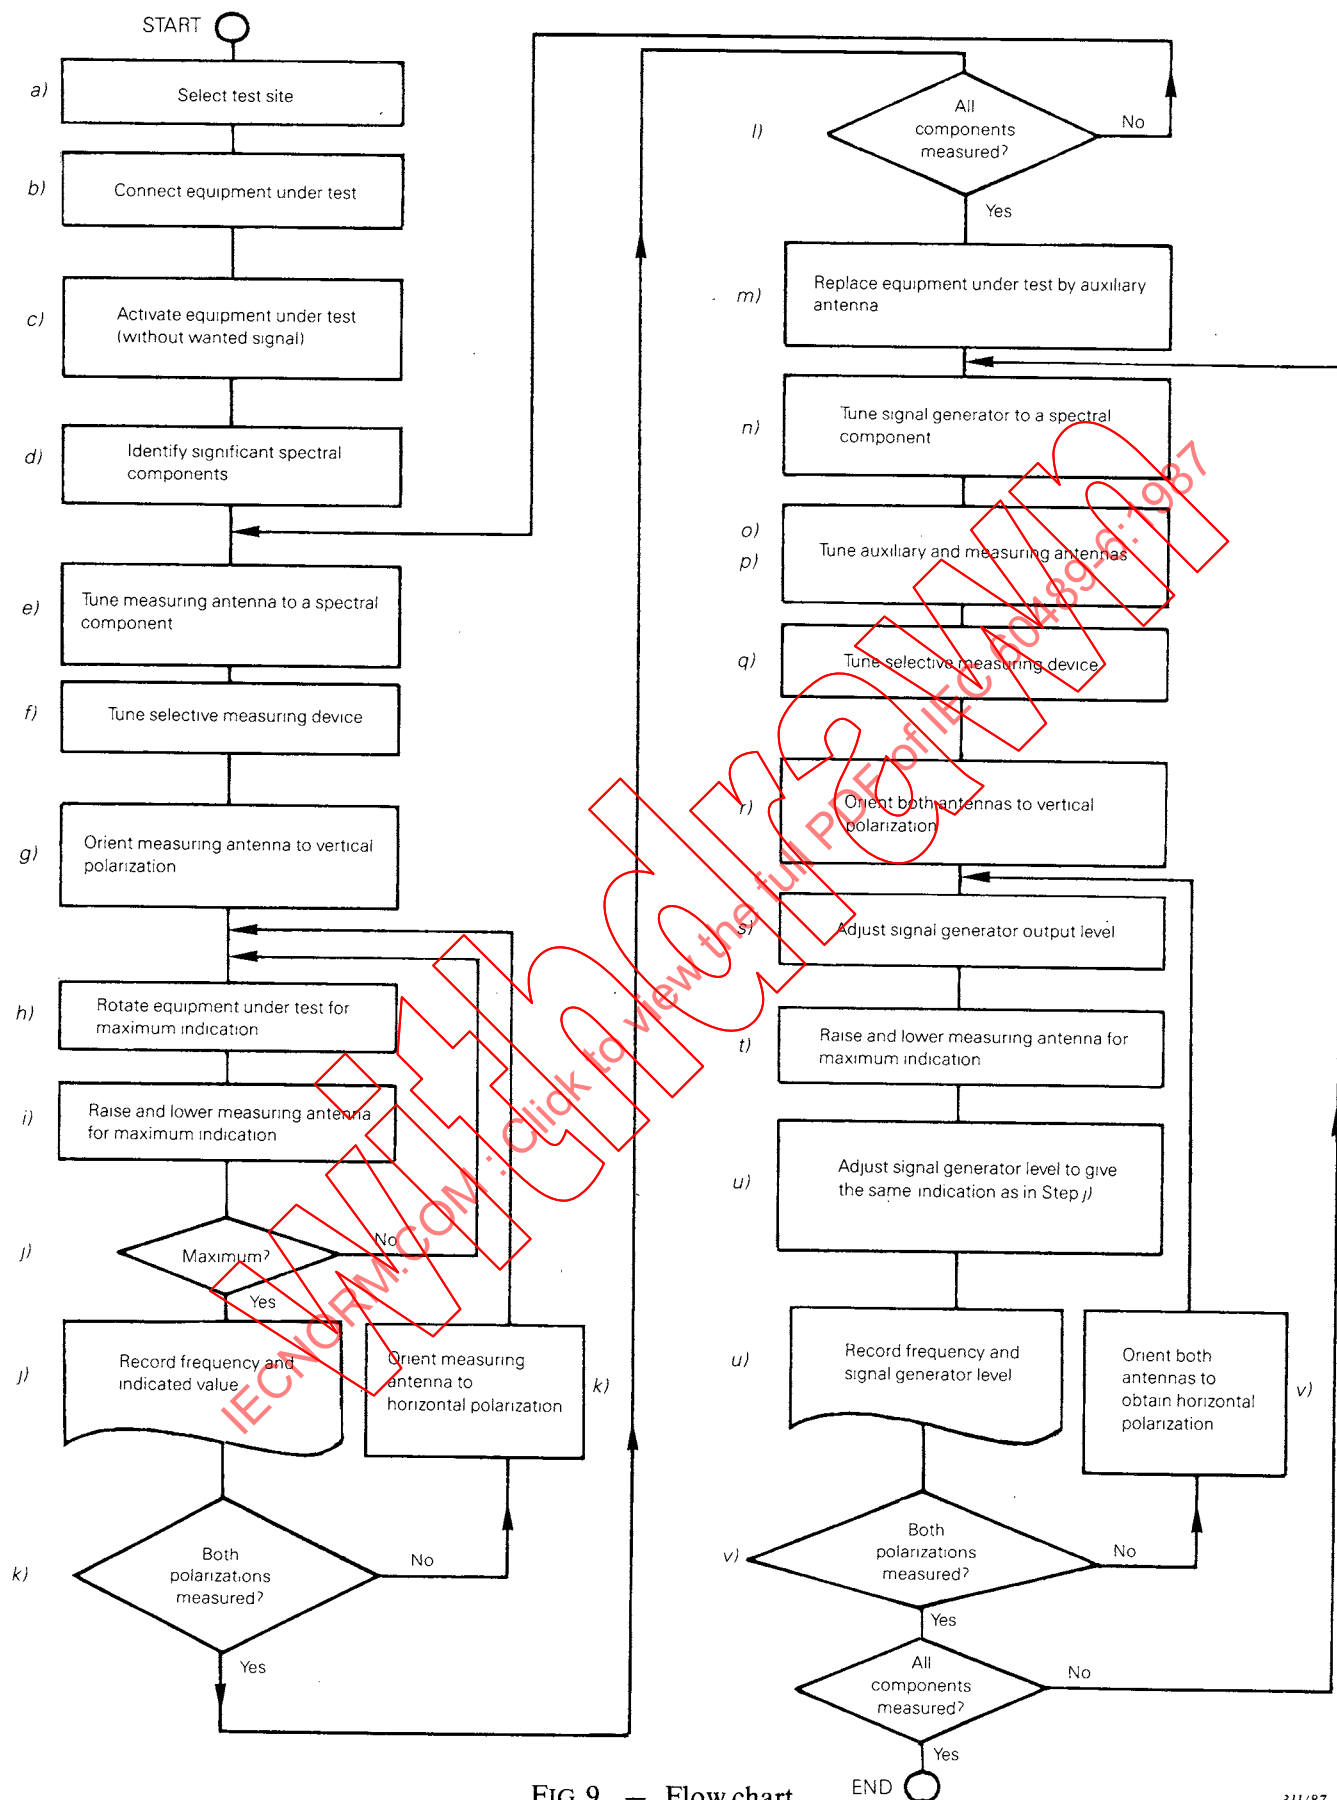 START
a)
Select test site
b)
Connect equipment under test
c)
Activate equipment under test
(without wanted signal)
d)
Identify significant spectral
components
e)
Tune measuring antenna to a spectral
component
f)
Tune selective measuring device
g)
Orient measuring antenna to vertical
polarization
h)
Rotate equipment under test for
maximum indication
i)
Raise and lower measuring antenna
for maximum indication
j)
Maximum?
No
Yes
j)
Record frequency and
indicated value
Orient measuring
antenna to
horizontal polarization
k)
k)
Both
polarizations
measured?
No
Yes
l)
All
components
measured?
No
Yes
m)
Replace equipment under test by auxiliary
antenna
n)
Tune signal generator to a spectral
component
o)
p)
Tune auxiliary and measuring antennas
q)
Tune selective measuring device
r)
Orient both antennas to vertical
polarization
s)
Adjust signal generator output level
t)
Raise and lower measuring antenna for
maximum indication
u)
Adjust signal generator level to give
the same indication as in Step j)
u)
Record frequency and
signal generator level
Orient both
antennas to
obtain horizontal
polarization
v)
v)
Both
polarizations
measured?
No
Yes
All
components
measured?
No
Yes
END
FIG. 9. — Flow chart
311/87
Withdrawn
IECNORM.COM : Click to view the full PDF of IEC 60489-6:1987